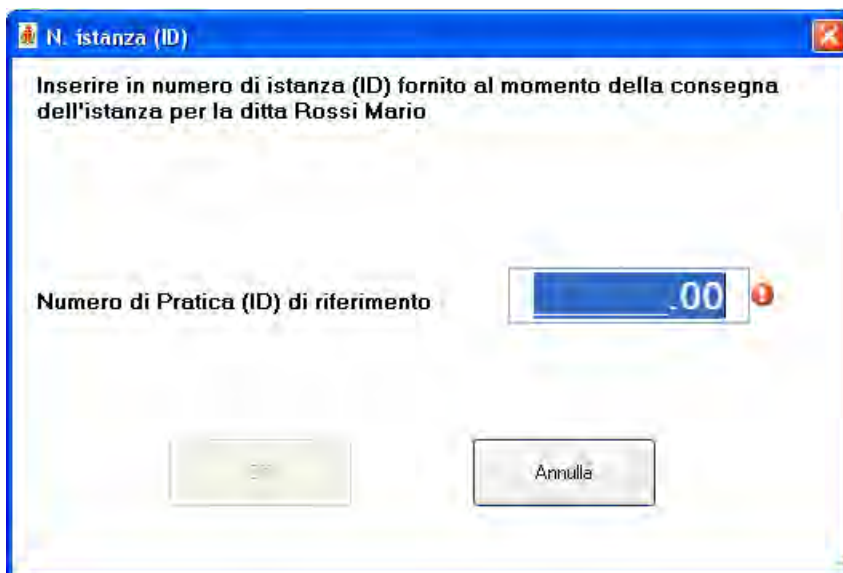 N. istanza (ID)
Inserire in numero di istanza (ID) fornito al momento della consegna
dell'istanza per la ditta Rossi Mario
Numero di Pratica (ID) di riferimento
_______.00
Annulla